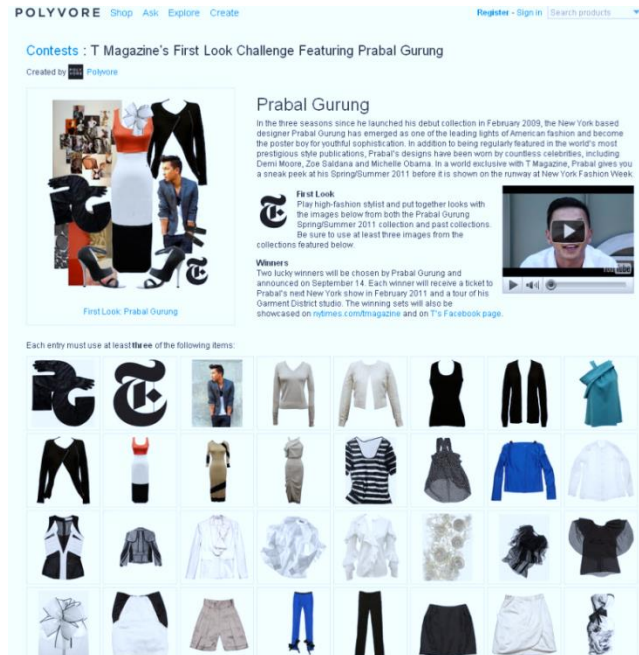 POLYVORE Shop Ask Explore Create
Register - Sign in Search products
Contests : T Magazine's First Look Challenge Featuring Prabal Gurung
Created by Polyvore
Prabal Gurung
In the three seasons since he launched his debut collection in February 2009, the New York based
designer Prabal Gurung has emerged as one of the leading lights of American fashion and become
the poster boy for youthful sophistication. In addition to being regularly featured in the world's most
prestigious style publications, Prabal's designs have been worn by countless celebrities, including
Demi Moore, Zoe Saldana and Michelle Obama. In a world exclusive with T Magazine, Prabal gives you
a sneak peek at his Spring/Summer 2011 before it is shown on the runway at New York Fashion Week.
First Look
Play high-fashion stylist and put together looks with
the images below from both the Prabal Gurung
Spring/Summer 2011 collection and past collections.
Be sure to use at least three images from the
collections featured below.
Winners
Two lucky winners will be chosen by Prabal Gurung and
announced on September 14. Each winner will receive a ticket to
Prabal's next New York show in February 2011 and a tour of his
Garment District studio. The winning sets will also be
showcased on nytimes.com/tmagazine and on T's Facebook page.
You Tube
First Look: Prabal Gurung
Each entry must use at least three of the following items: